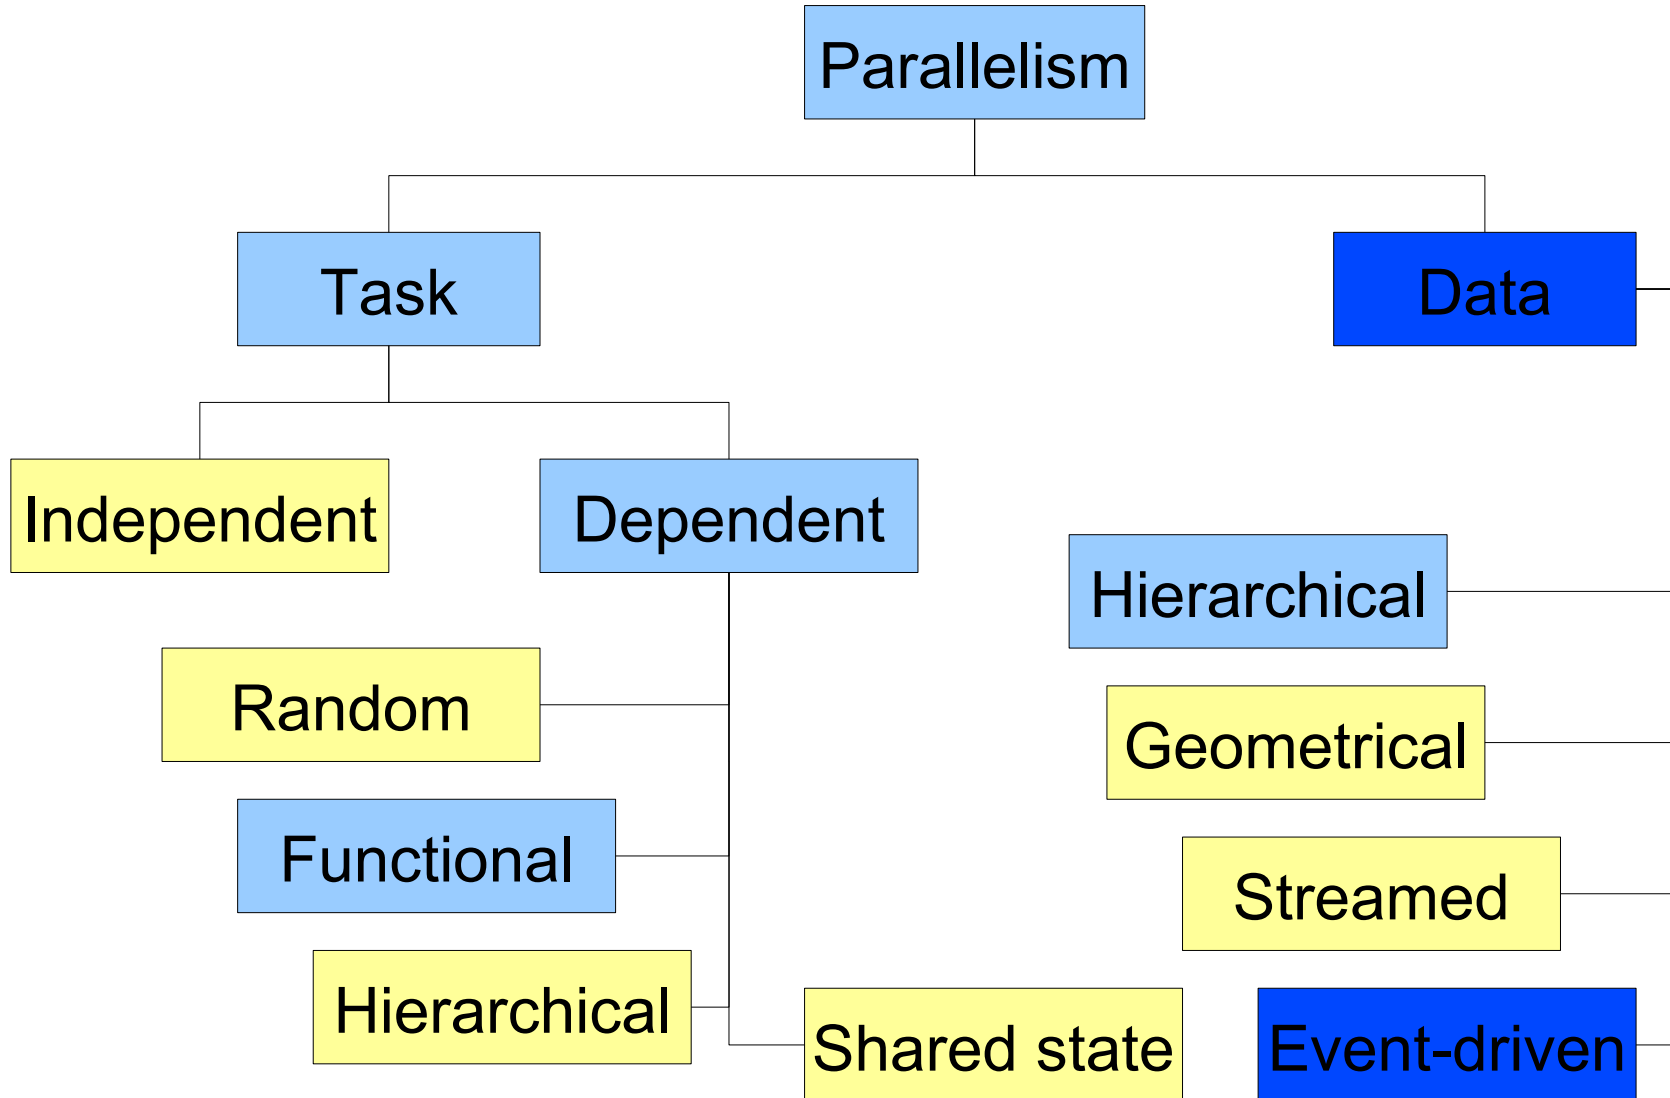 Parallelism
Task
Data
Independent
Dependent
Hierarchical
Random
Geometrical
Functional
Streamed
Hierarchical
Shared state
Event-driven